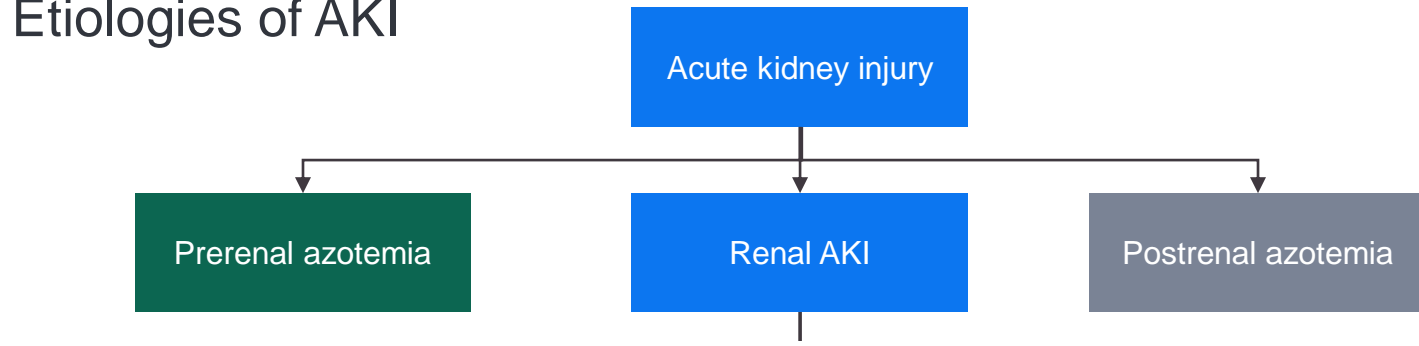 Etiologies of AKI
Acute kidney injury
Prerenal azotemia
Renal AKI
Postrenal azotemia